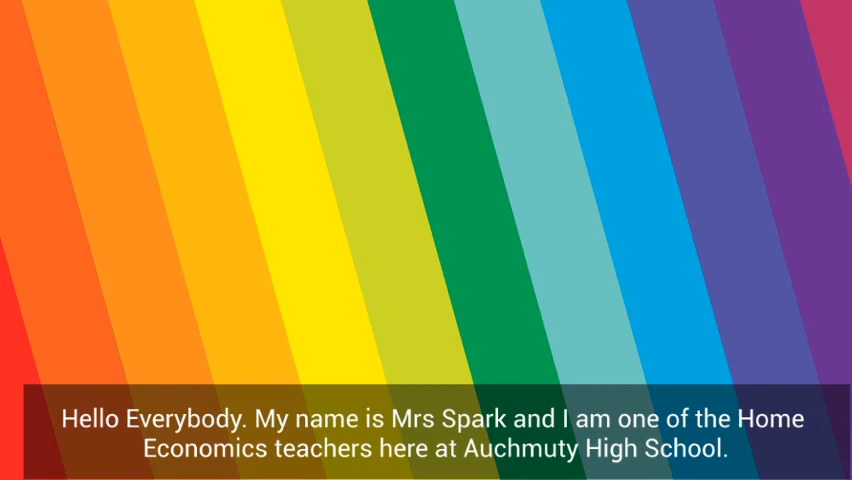 Hello Everybody. My name is Mrs Spark and I am one of the Home
Economics teachers here at Auchmuty High School.